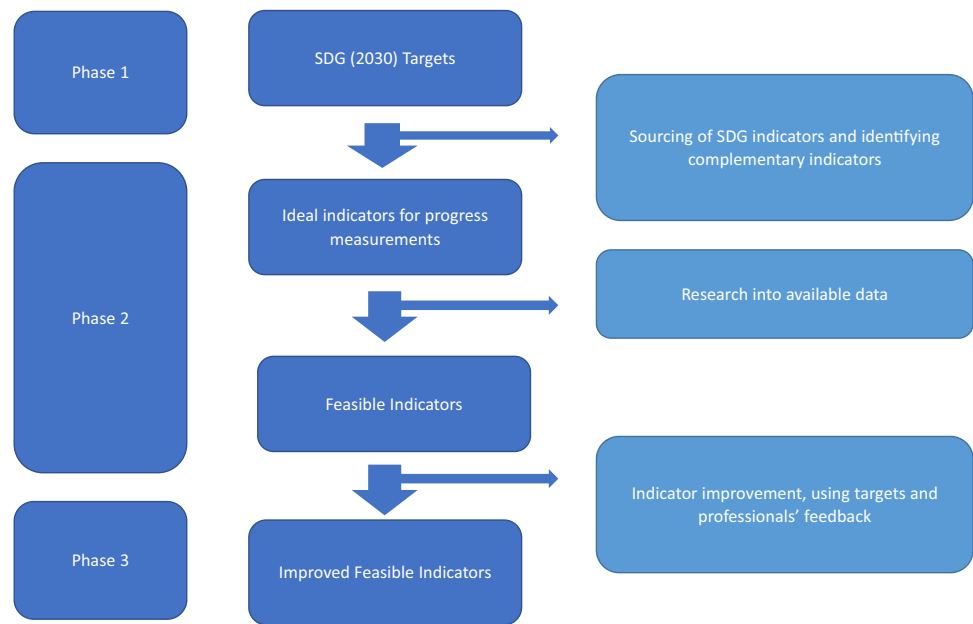 Phase 1
SDG (2030) Targets
Sourcing of SDG indicators and identifying
complementary indicators
Ideal indicators for progress
measurements
Phase 2
Research into available data
Feasible Indicators
Indicator improvement, using targets and
professionals’ feedback
Phase 3
Improved Feasible Indicators